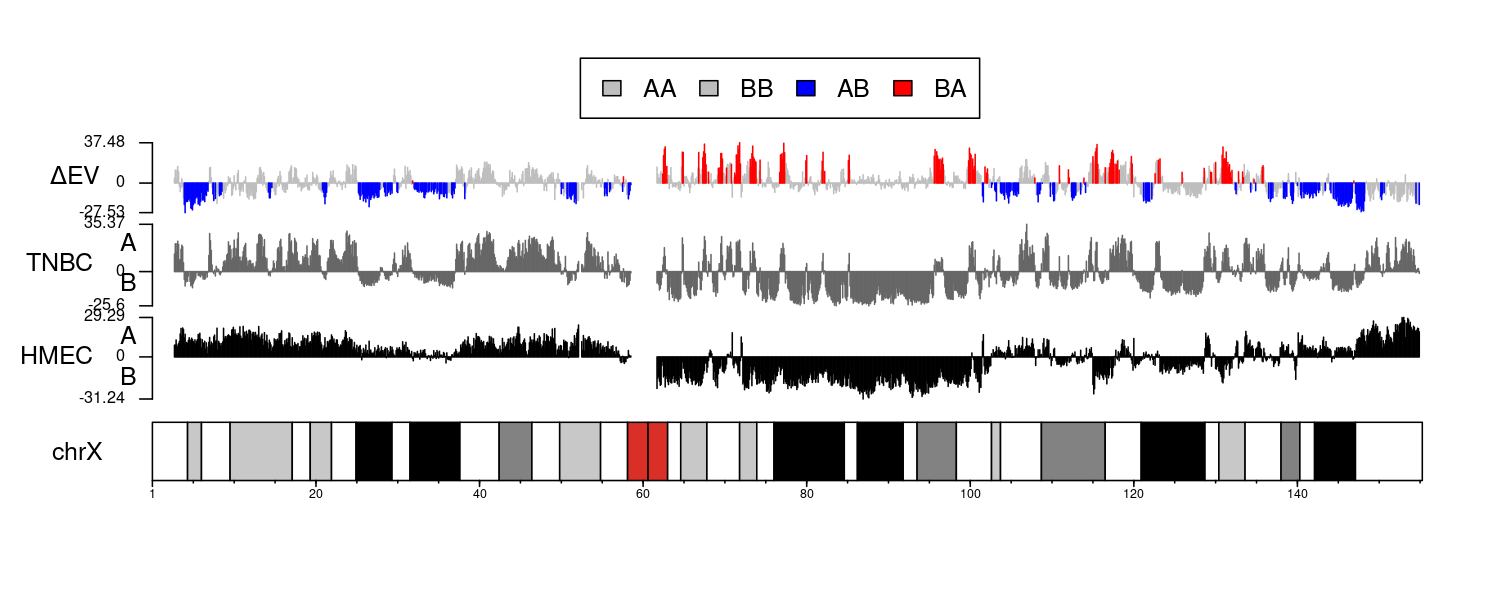 AA BB AB BA
37.48
ΔEV
0
-27.53
35.37
A
TNBC
0
B
-25.6
29.29
A
HMEC
0
B
-31.24
chrX
1 20 40 60 80 100 120 140